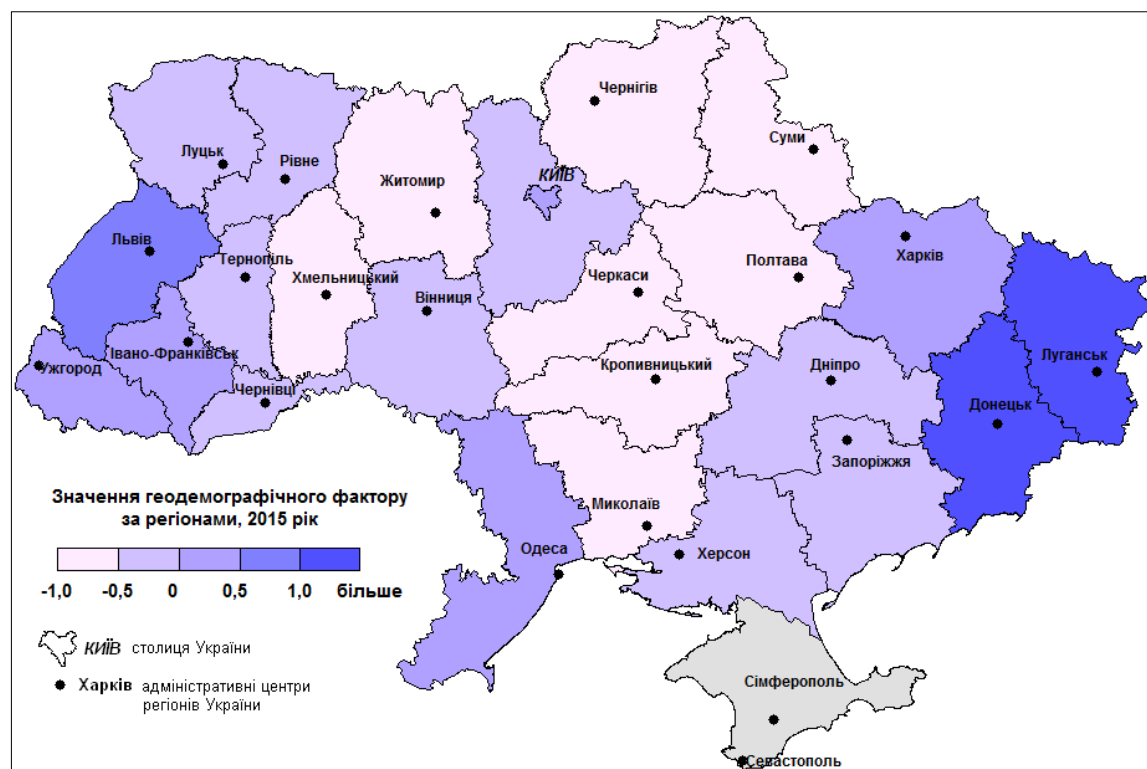 Чернігів
Суми
Луцьк
Рівне
КИЇВ
Житомир
Львів
Тернопіль
Хмельницький
Вінниця
Черкаси
Полтава
Харків
Івано-Франківськ
Ужгород
Чернівці
Кропивницький
Дніпро
Луганськ
Донецьк
Запоріжжя
Миколаїв
Одеса
Херсон
Сімферополь
Севастополь
Значення геодемографічного фактору
за регіонами, 2015 рік
-1,0 -0,5 0 0,5 1,0 більше
КИЇВ столиця України
Харків адміністративні центри
регіонів України